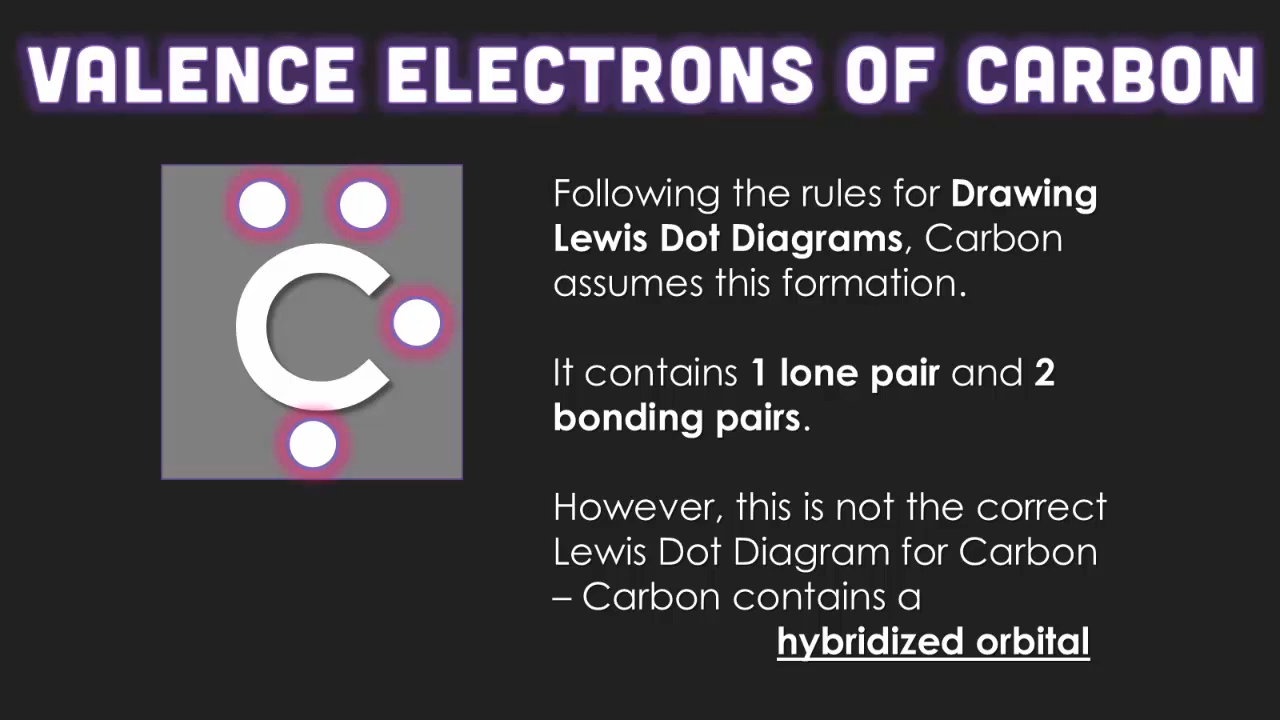 VALENCE ELECTRONS OF CARBON
C
Following the rules for Drawing
Lewis Dot Diagrams, Carbon
assumes this formation.
It contains 1 lone pair and 2
bonding pairs.
However, this is not the correct
Lewis Dot Diagram for Carbon
– Carbon contains a
hybridized orbital